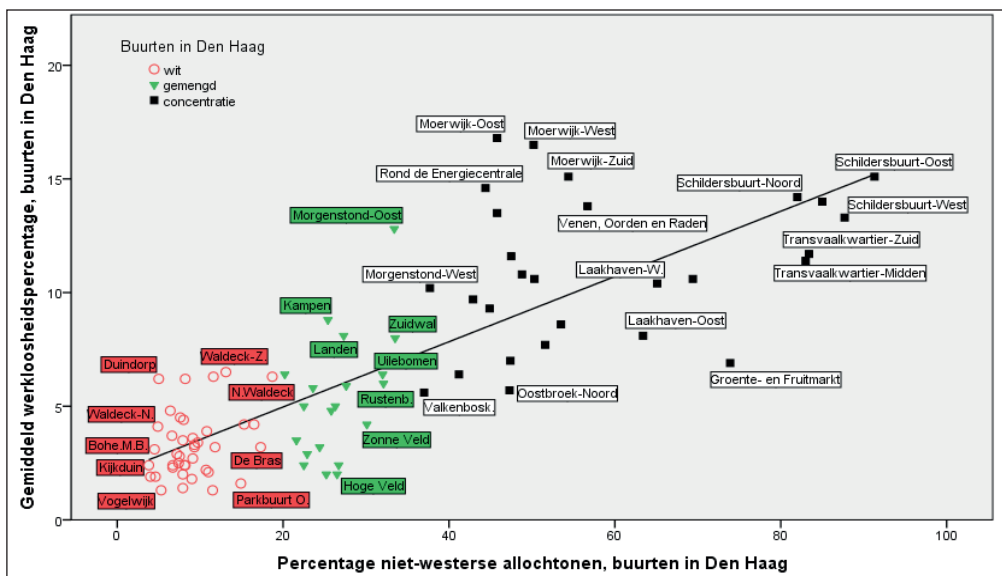 Gemiddeld werkloosheidspercentage, buurten in Den Haag
Buurten in Den Haag
wit
gemengd
concentratie
20
15
10
5
0
Moerwijk-Oost
Moerwijk-West
Moerwijk-Zuid
Schildersbuurt-Oost
Rond de Energiecentrale
Schildersbuurt-Noord
Schildersbuurt-West
Morgenstond-Oost
Venen, Oorden en Raden
Transvaalkwartier-Zuid
Morgenstond-West
Laakhaven-W.
Transvaalkwartier-Midden
Kampen
Zuidwal
Laakhaven-Oost
Landen
Waldeck-Z.
Duindorp
Uilebomen
Groente- en Fruitmarkt
N.Waldeck
Rustenb.
Oostbroek-Noord
Valkenbosk.
Waldeck-N.
Zonne Veld
Bohe.M.B.
De Bras
Kijkduin
Hoge Veld
Vogelwijk
Parkbuurt O.
0 20 40 60 80 100
Percentage niet-westerse allochtonen, buurten in Den Haag